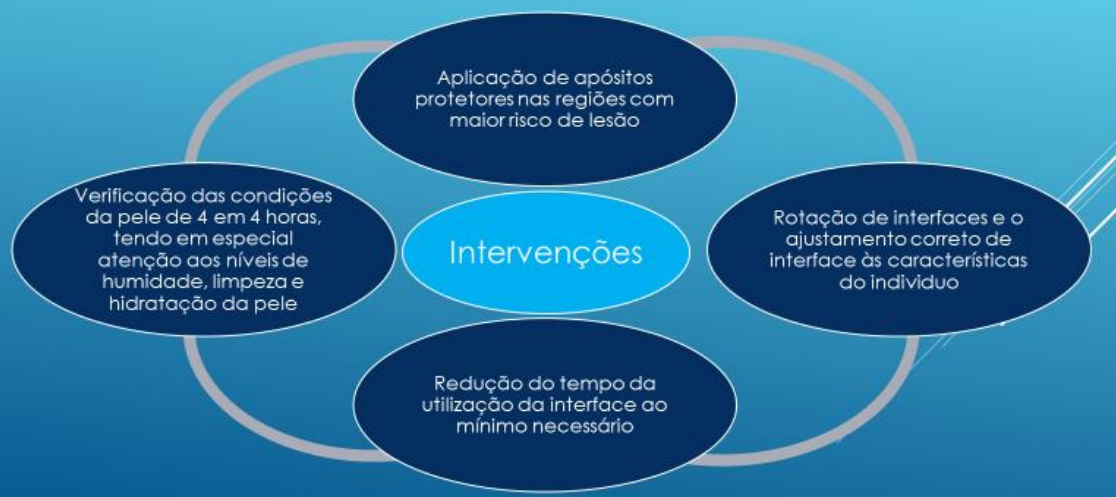 Aplicação de apósitos
protetores nas regiões com
maior risco de lesão
Verificação das condições
da pele de 4 em 4 horas,
tendo em especial
atenção aos níveis de
humidade, limpeza e
hidratação da pele
Intervenções
Rotação de interfaces e o
ajustamento correto de
interface às características
do individuo
Redução do tempo da
utilização da interface ao
mínimo necessário